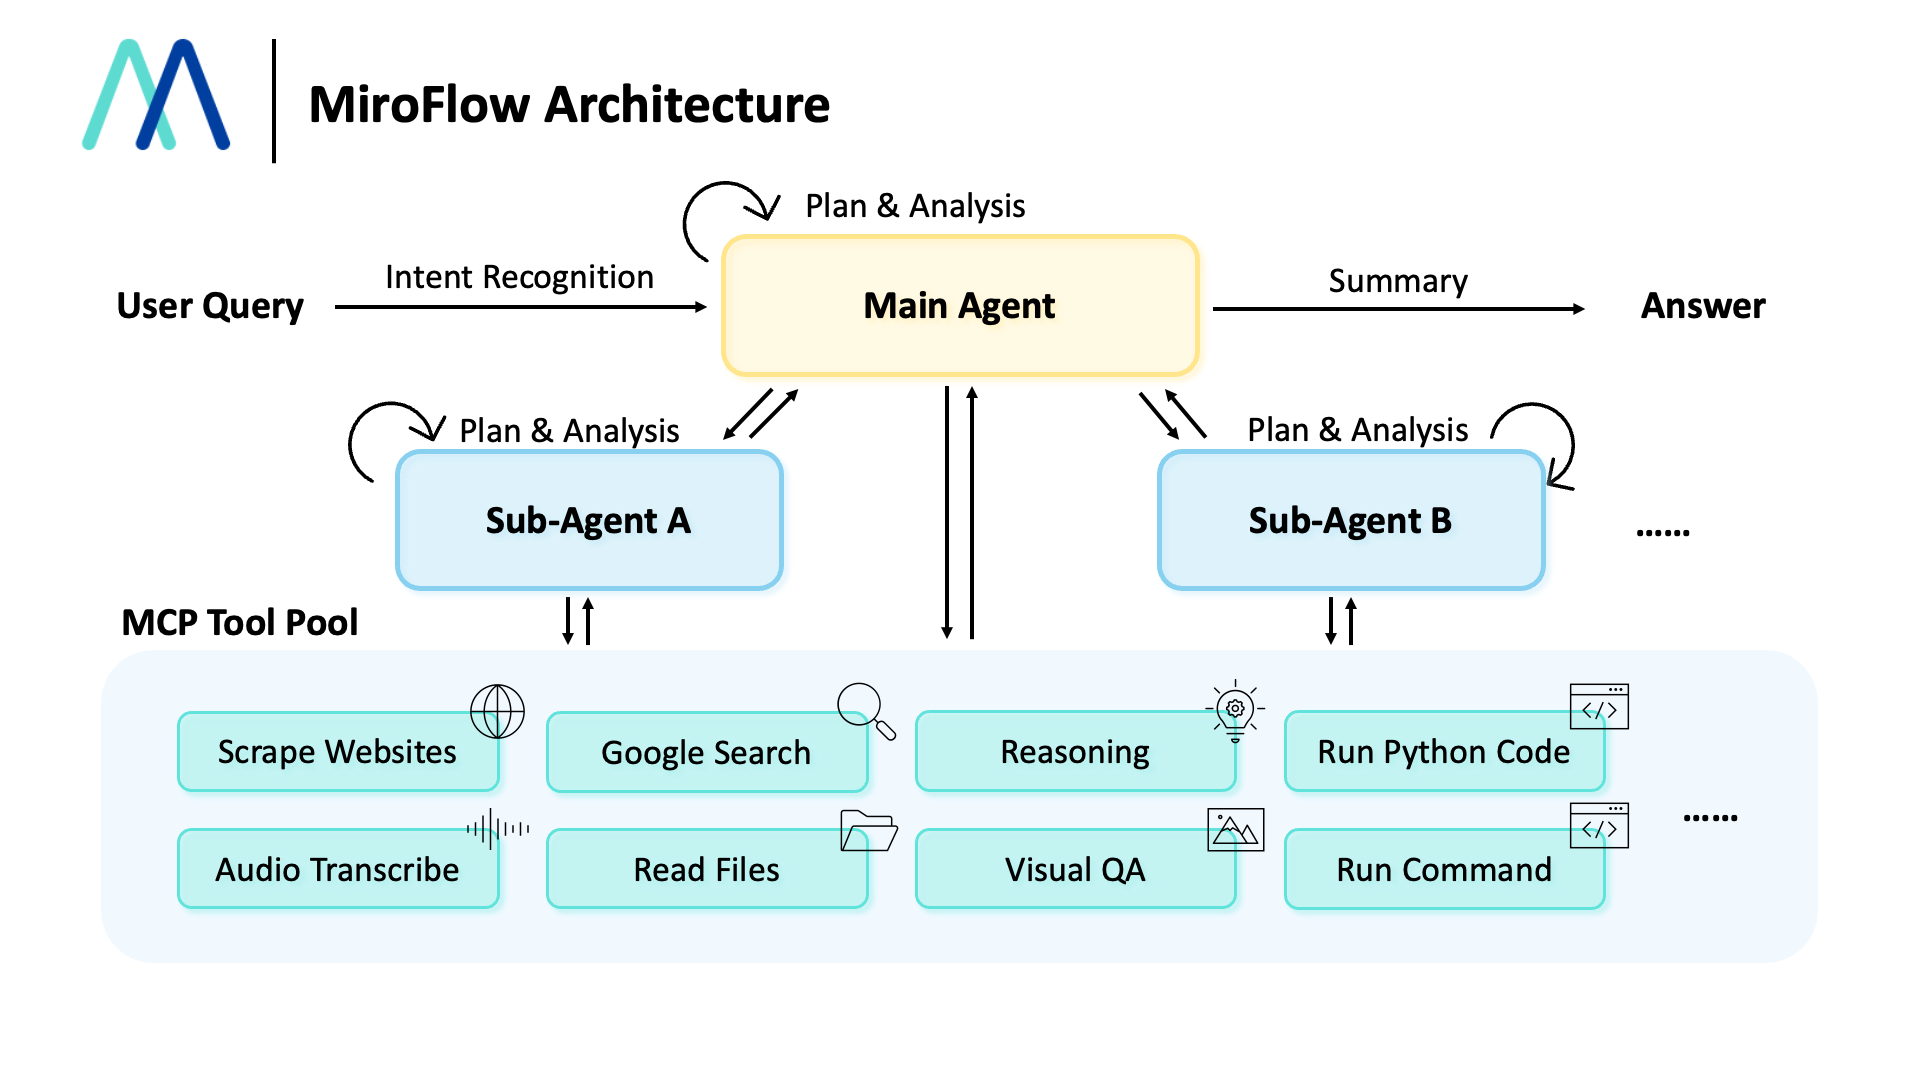 MiroFlow Architecture
Plan & Analysis
Intent Recognition
Summary
User Query
Main Agent
Answer
Plan & Analysis
Plan & Analysis
Sub-Agent A
Sub-Agent B
......
MCP Tool Pool
Scrape Websites
Google Search
Reasoning
Run Python Code
</>
Audio Transcribe
Read Files
Visual QA
Run Command
</>
......